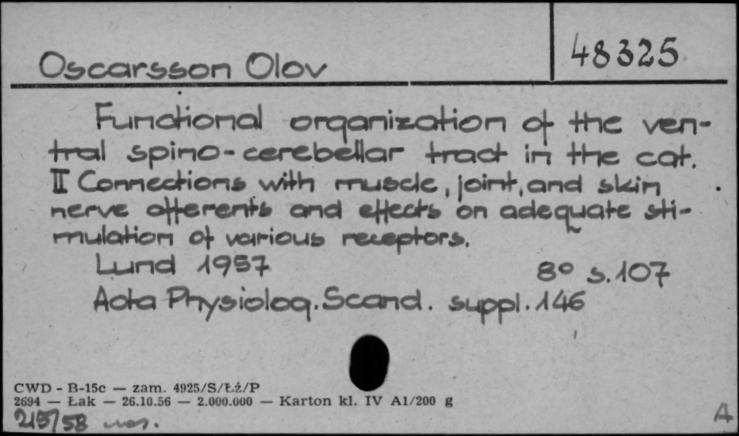 48325
Oscarsson Olov
Functional organization of the ven-
tral spino-cerebellar tract in the cat.
II Connections with muscle, joint, and skin
nerve afferents and effects on adequate sti-
mulation of various receptors.
Lund 1957 8° s.107
Acta Physiolog. Scand. suppl. 146
CWD - B-15c — zam. 4925/S/Łż/P
2694 — Łak — 26.10.56 — 2.000.000 — Karton kl. IV A1/200 g
215/58
A